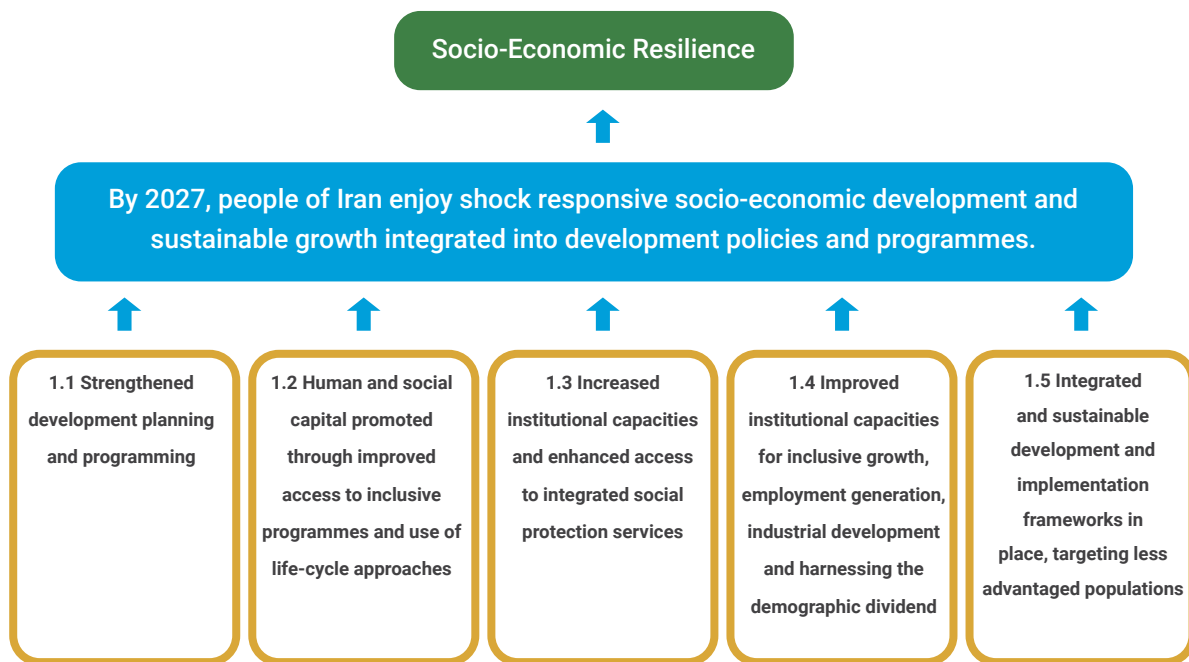 Socio-Economic Resilience
By 2027, people of Iran enjoy shock responsive socio-economic development and
sustainable growth integrated into development policies and programmes.
1.1 Strengthened
development planning
and programming
1.2 Human and social
capital promoted
through improved
access to inclusive
programmes and use of
life-cycle approaches
1.3 Increased
institutional capacities
and enhanced access
to integrated social
protection services
1.4 Improved
institutional capacities
for inclusive growth,
employment generation,
industrial development
and harnessing the
demographic dividend
1.5 Integrated
and sustainable
development and
implementation
frameworks in
place, targeting less
advantaged populations